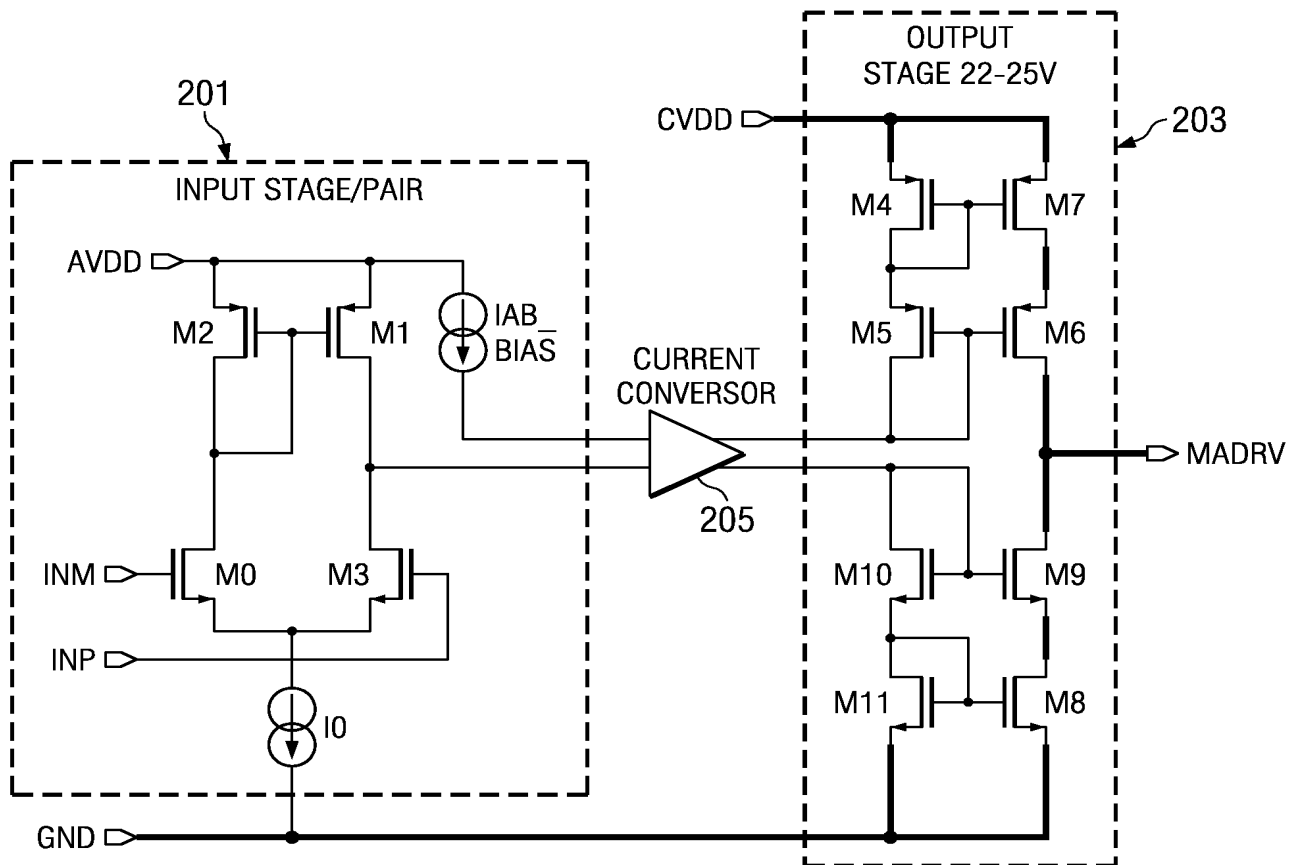 OUTPUT
STAGE 22-25V
201
CVDD
203
INPUT STAGE/PAIR
M4
M7
AVDD
M2
M1
IAB_
BIAS
M5
M6
CURRENT
CONVERSOR
MADRV
205
INM
M0
M3
M10
M9
INP
M11
M8
I0
GND